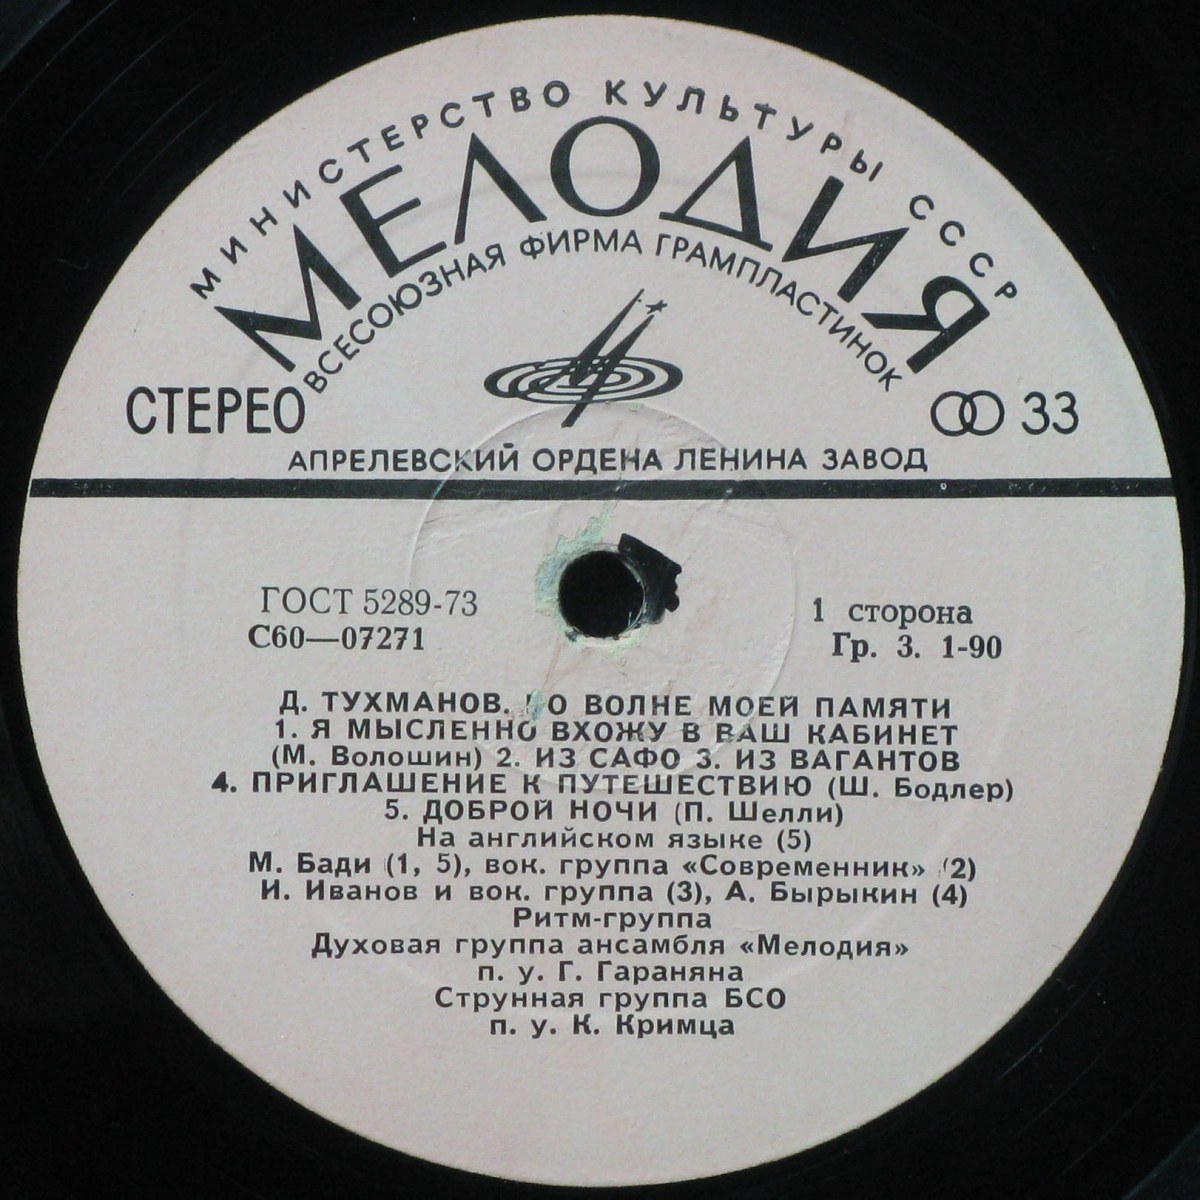 МИНИСТЕРСТВО КУЛЬТУРЫ СССР
МЕЛОДИЯ
ВСЕСОЮЗНАЯ ФИРМА ГРАМПЛАСТИНОК
СТЕРЕО
33
АПРЕЛЕВСКИЙ ОРДЕНА ЛЕНИНА ЗАВОД
ГОСТ 5289-73
С60—07271
1 сторона
Гр. 3. 1-90
Д. ТУХМАНОВ. ПО ВОЛНЕ МОЕЙ ПАМЯТИ
1. Я МЫСЛЕННО ВХОЖУ В ВАШ КАБИНЕТ
(М. Волошин) 2. ИЗ САФО 3. ИЗ ВАГАНТОВ
4. ПРИГЛАШЕНИЕ К ПУТЕШЕСТВИЮ (Ш. Бодлер)
5. ДОБРОЙ НОЧИ (П. Шелли)
На английском языке (5)
М. Бади (1, 5), вок. группа «Современник» (2)
И. Иванов и вок. группа (3), А. Бырыкин (4)
Ритм-группа
Духовая группа ансамбля «Мелодия»
п. у. Г. Гараняна
Струнная группа БСО
п. у. К. Кримца